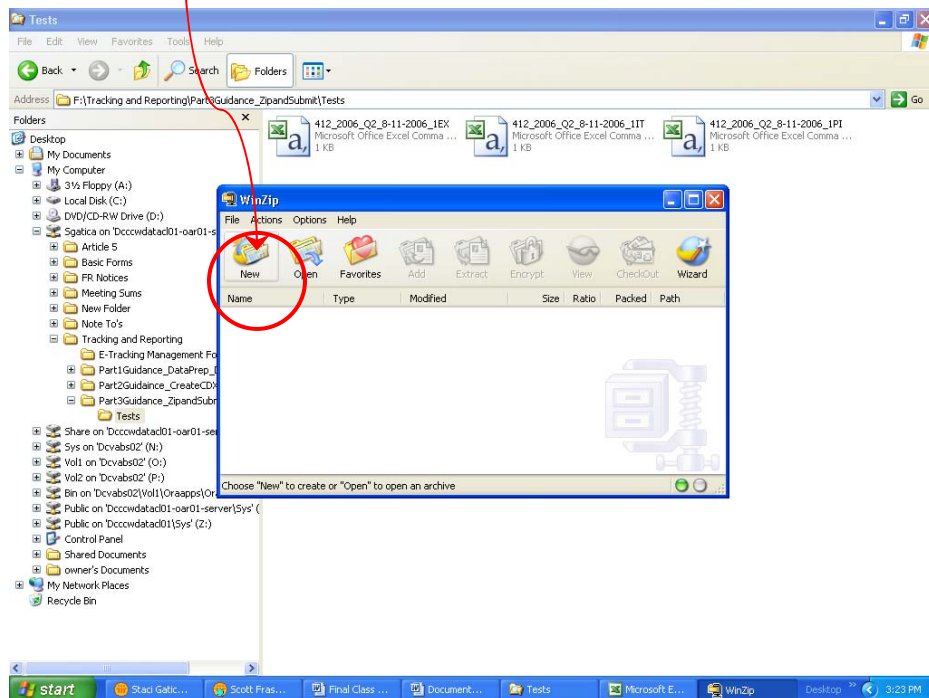 Tests
File Edit View Favorites Tools Help
Back Search Folders
Address F:\Tracking and Reporting\Part3Guidance_ZipandSubmit\Tests Go
Folders
Desktop
My Documents
My Computer
3½ Floppy (A:)
Local Disk (C:)
DVD/CD-RW Drive (D:)
Sgatica on 'Dcccwdatacl01-oar01-s
Article 5
Basic Forms
FR Notices
Meeting Sums
New Folder
Note To's
Tracking and Reporting
E-Tracking Management Fo
Part1Guidance_DataPrep_
Part2Guidaince_CreateCDX
Part3Guidance_ZipandSubr
Tests
Share on 'Dcccwdatacl01-oar01-ser
Sys on 'Dcvabs02' (N:)
Vol1 on 'Dcvabs02' (O:)
Vol2 on 'Dcvabs02' (P:)
Bin on 'Dcvabs02\Vol1\Oraapps\Or
Public on 'Dcccwdatacl01-oar01-server\Sys' (
Public on 'Dcccwdatacl01\Sys' (Z:)
Control Panel
Shared Documents
owner's Documents
My Network Places
Recycle Bin
412_2006_Q2_8-11-2006_1EX
Microsoft Office Excel Comma ...
1 KB
412_2006_Q2_8-11-2006_1IT
Microsoft Office Excel Comma ...
1 KB
412_2006_Q2_8-11-2006_1PI
Microsoft Office Excel Comma ...
1 KB
WinZip
File Actions Options Help
New Open Favorites Add Extract Encrypt View CheckOut Wizard
Name Type Modified Size Ratio Packed Path
Choose "New" to create or "Open" to open an archive
start Staci Gatic... Scott Fras... Final Class ... Document... Tests Microsoft E... WinZip Desktop » 3:23 PM